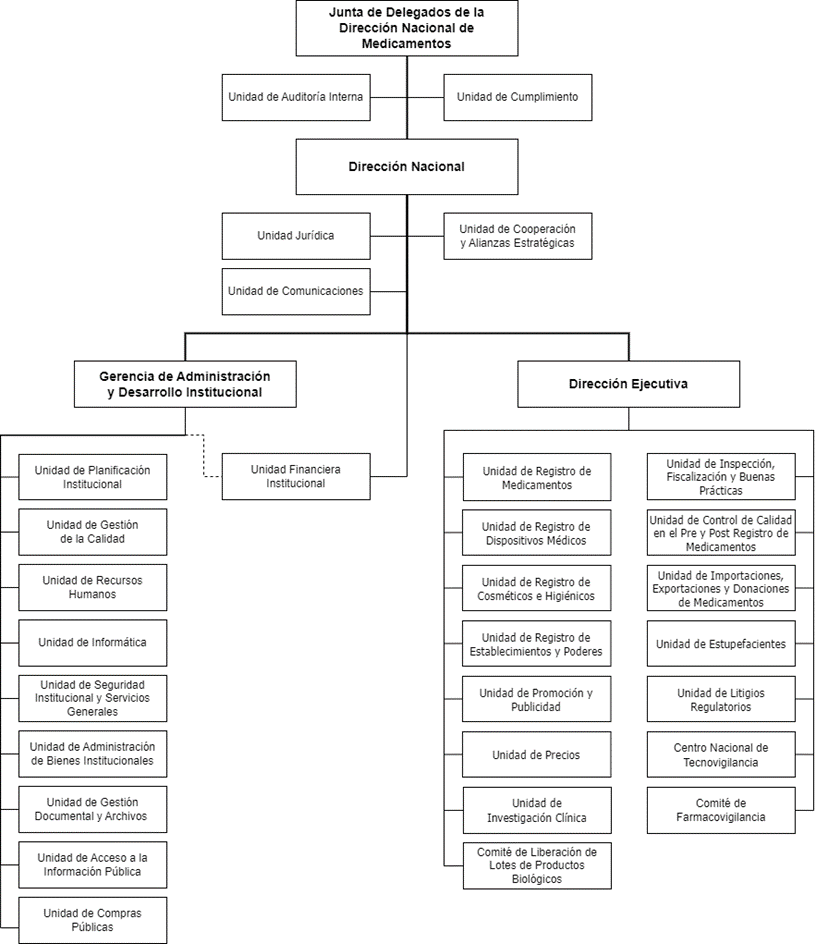 Junta de Delegados de la
Dirección Nacional de
Medicamentos
Unidad de Auditoría Interna
Unidad de Cumplimiento
Dirección Nacional
Unidad Jurídica
Unidad de Cooperación
y Alianzas Estratégicas
Unidad de Comunicaciones
Gerencia de Administración
y Desarrollo Institucional
Dirección Ejecutiva
Unidad Financiera
Institucional
Unidad de Planificación
Institucional
Unidad de Gestión
de la Calidad
Unidad de Recursos
Humanos
Unidad de Informática
Unidad de Seguridad
Institucional y Servicios
Generales
Unidad de Administración
de Bienes Institucionales
Unidad de Gestión
Documental y Archivos
Unidad de Acceso a la
Información Pública
Unidad de Compras
Públicas
Unidad de Registro de
Medicamentos
Unidad de Registro de
Dispositivos Médicos
Unidad de Registro de
Cosméticos e Higiénicos
Unidad de Registro de
Establecimientos y Poderes
Unidad de Promoción y
Publicidad
Unidad de Precios
Unidad de
Investigación Clínica
Comité de Liberación de
Lotes de Productos
Biológicos
Unidad de Inspección,
Fiscalización y Buenas
Prácticas
Unidad de Control de Calidad
en el Pre y Post Registro de
Medicamentos
Unidad de Importaciones,
Exportaciones y Donaciones
de Medicamentos
Unidad de Estupefacientes
Unidad de Litigios
Regulatorios
Centro Nacional de
Tecnovigilancia
Comité de
Farmacovigilancia